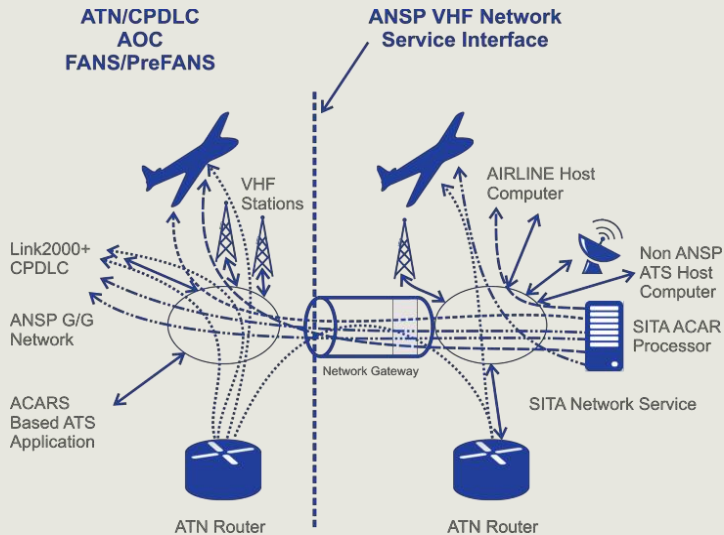 ATN/CPDLC
AOC
FANS/PreFANS
ANSP VHF Network
Service Interface
VHF
Stations
AIRLINE Host
Computer
Link2000+
CPDLC
Non ANSP
ATS Host
Computer
ANSP G/G
Network
SITA ACAR
Processor
Network Gateway
ACARS
Based ATS
Application
SITA Network Service
ATN Router
ATN Router